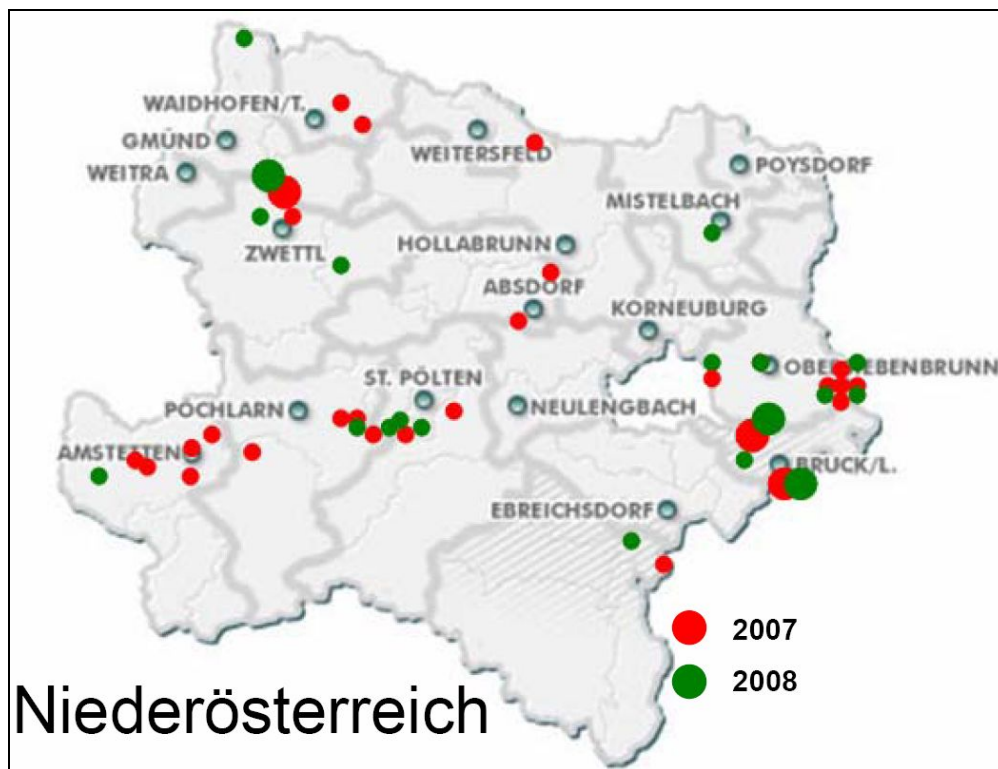 WAIDHOFEN/T.
GMÜND
WEITRA
WEITERSFELD
POYSDORF
MISTELBACH
ZWETTL
HOLLABRUNN
ABSDORF
KORNEUBURG
ST. PÖLTEN
PÖCHLARN
NEULENGBACH
AMSTETTEN
BRUCK/L.
EBREICHSDORF
2007
2008
Niederösterreich